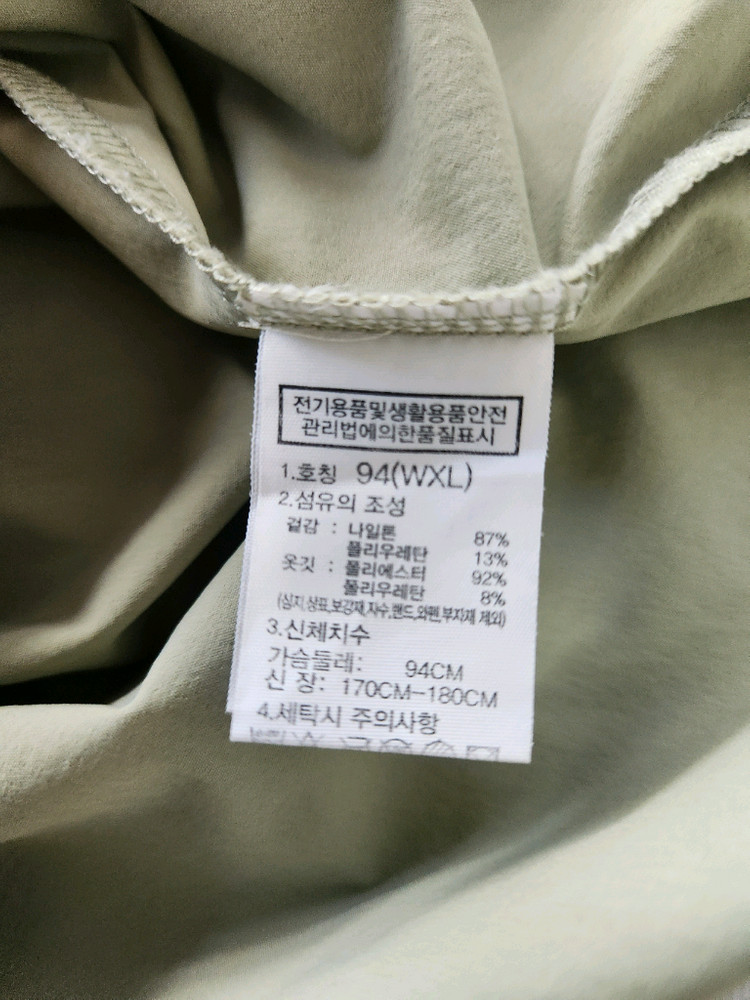 전기용품및생활용품안전
관리법에의한품질표시
1.호칭 94(WXL)
2.섬유의 조성
겉감 : 나일론 87%
폴리우레탄 13%
옷깃 : 폴리에스터 92%
폴리우레탄 8%
(심지,상표,보강재,자수,밴드,와펜,부자재 제외)
3.신체치수
가슴둘레: 94CM
신 장: 170CM-180CM
4.세탁시 주의사항